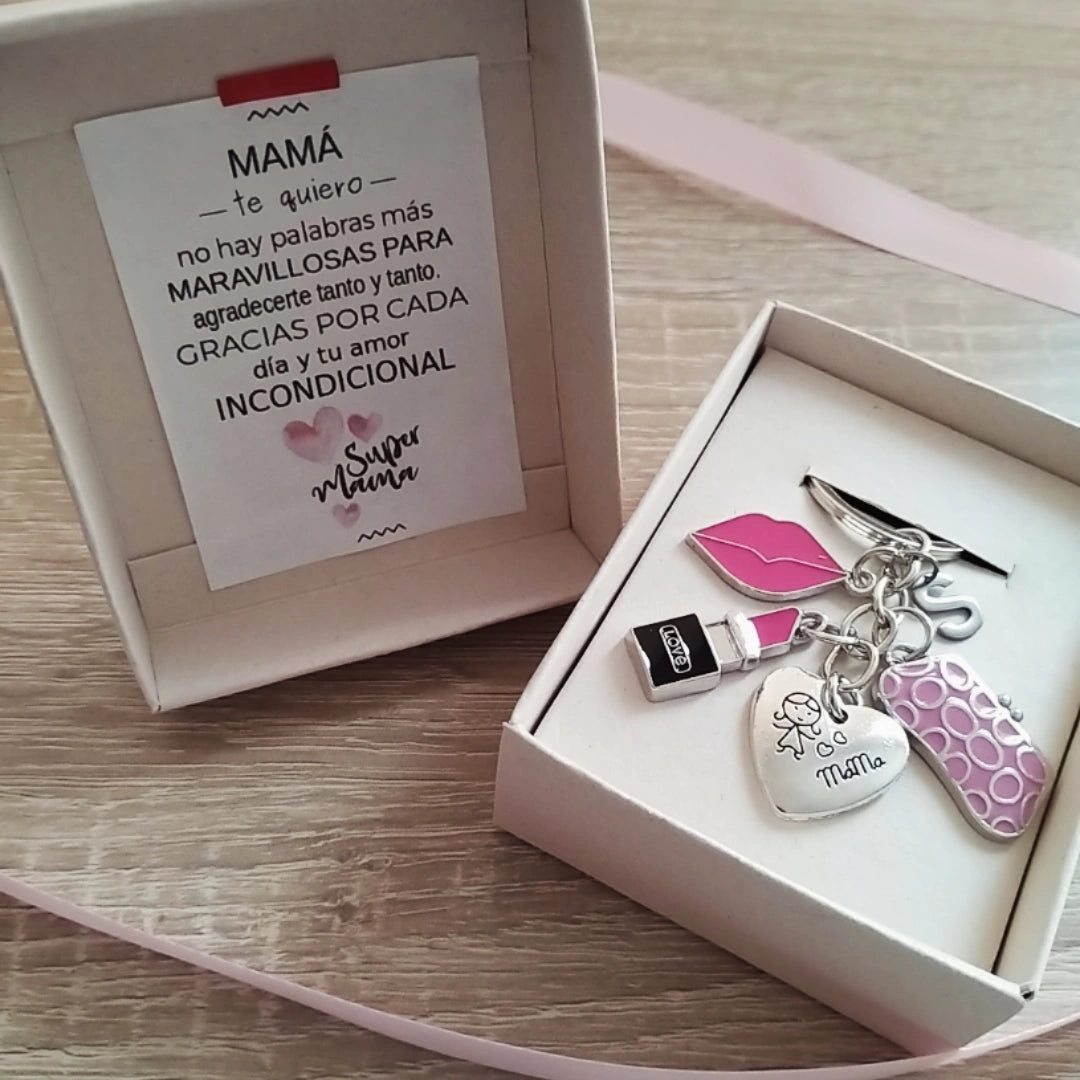 MAMÁ
te quiero
no hay palabras más
MARAVILLOSAS PARA
agradecerte tanto y tanto.
GRACIAS POR CADA
día y tu amor
INCONDICIONAL
Super
Mama
S
LOVE
MaMa